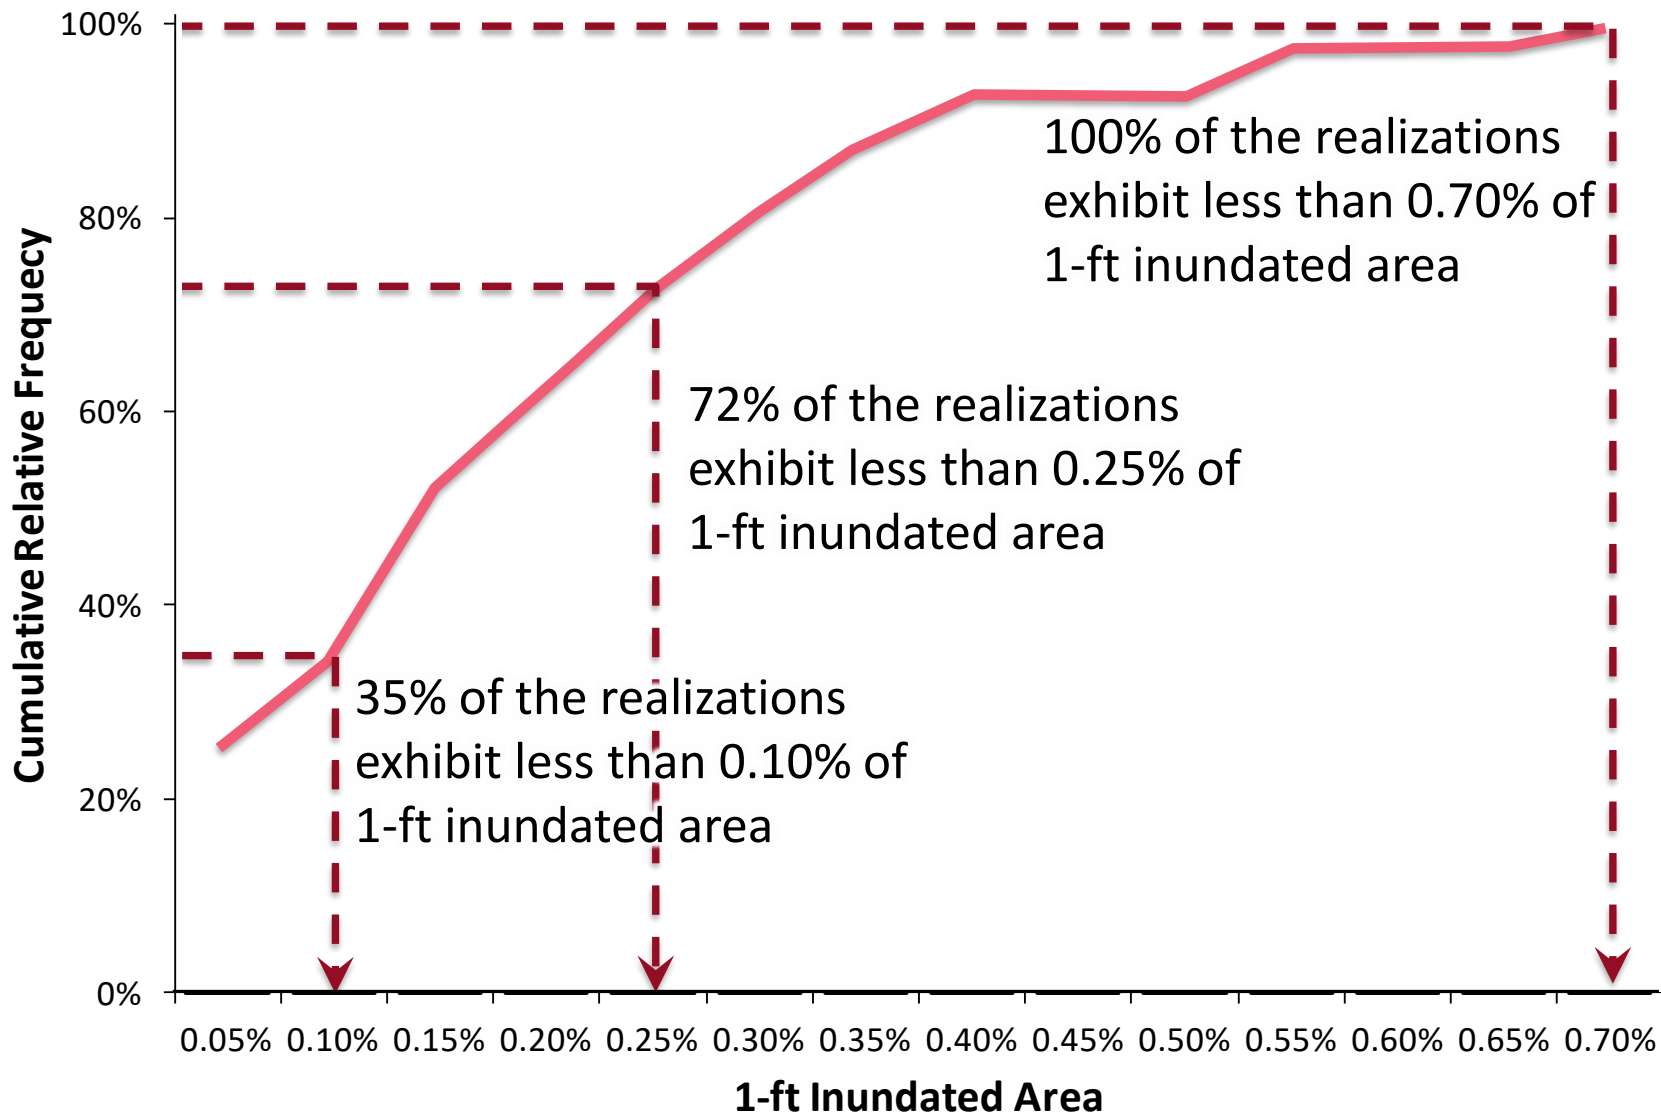 100%
80%
60%
40%
20%
0%
Cumulative Relative Frequecy
100% of the realizations
exhibit less than 0.70% of
1-ft inundated area
72% of the realizations
exhibit less than 0.25% of
1-ft inundated area
35% of the realizations
exhibit less than 0.10% of
1-ft inundated area
0.05% 0.10% 0.15% 0.20% 0.25% 0.30% 0.35% 0.40% 0.45% 0.50% 0.55% 0.60% 0.65% 0.70%
1-ft Inundated Area